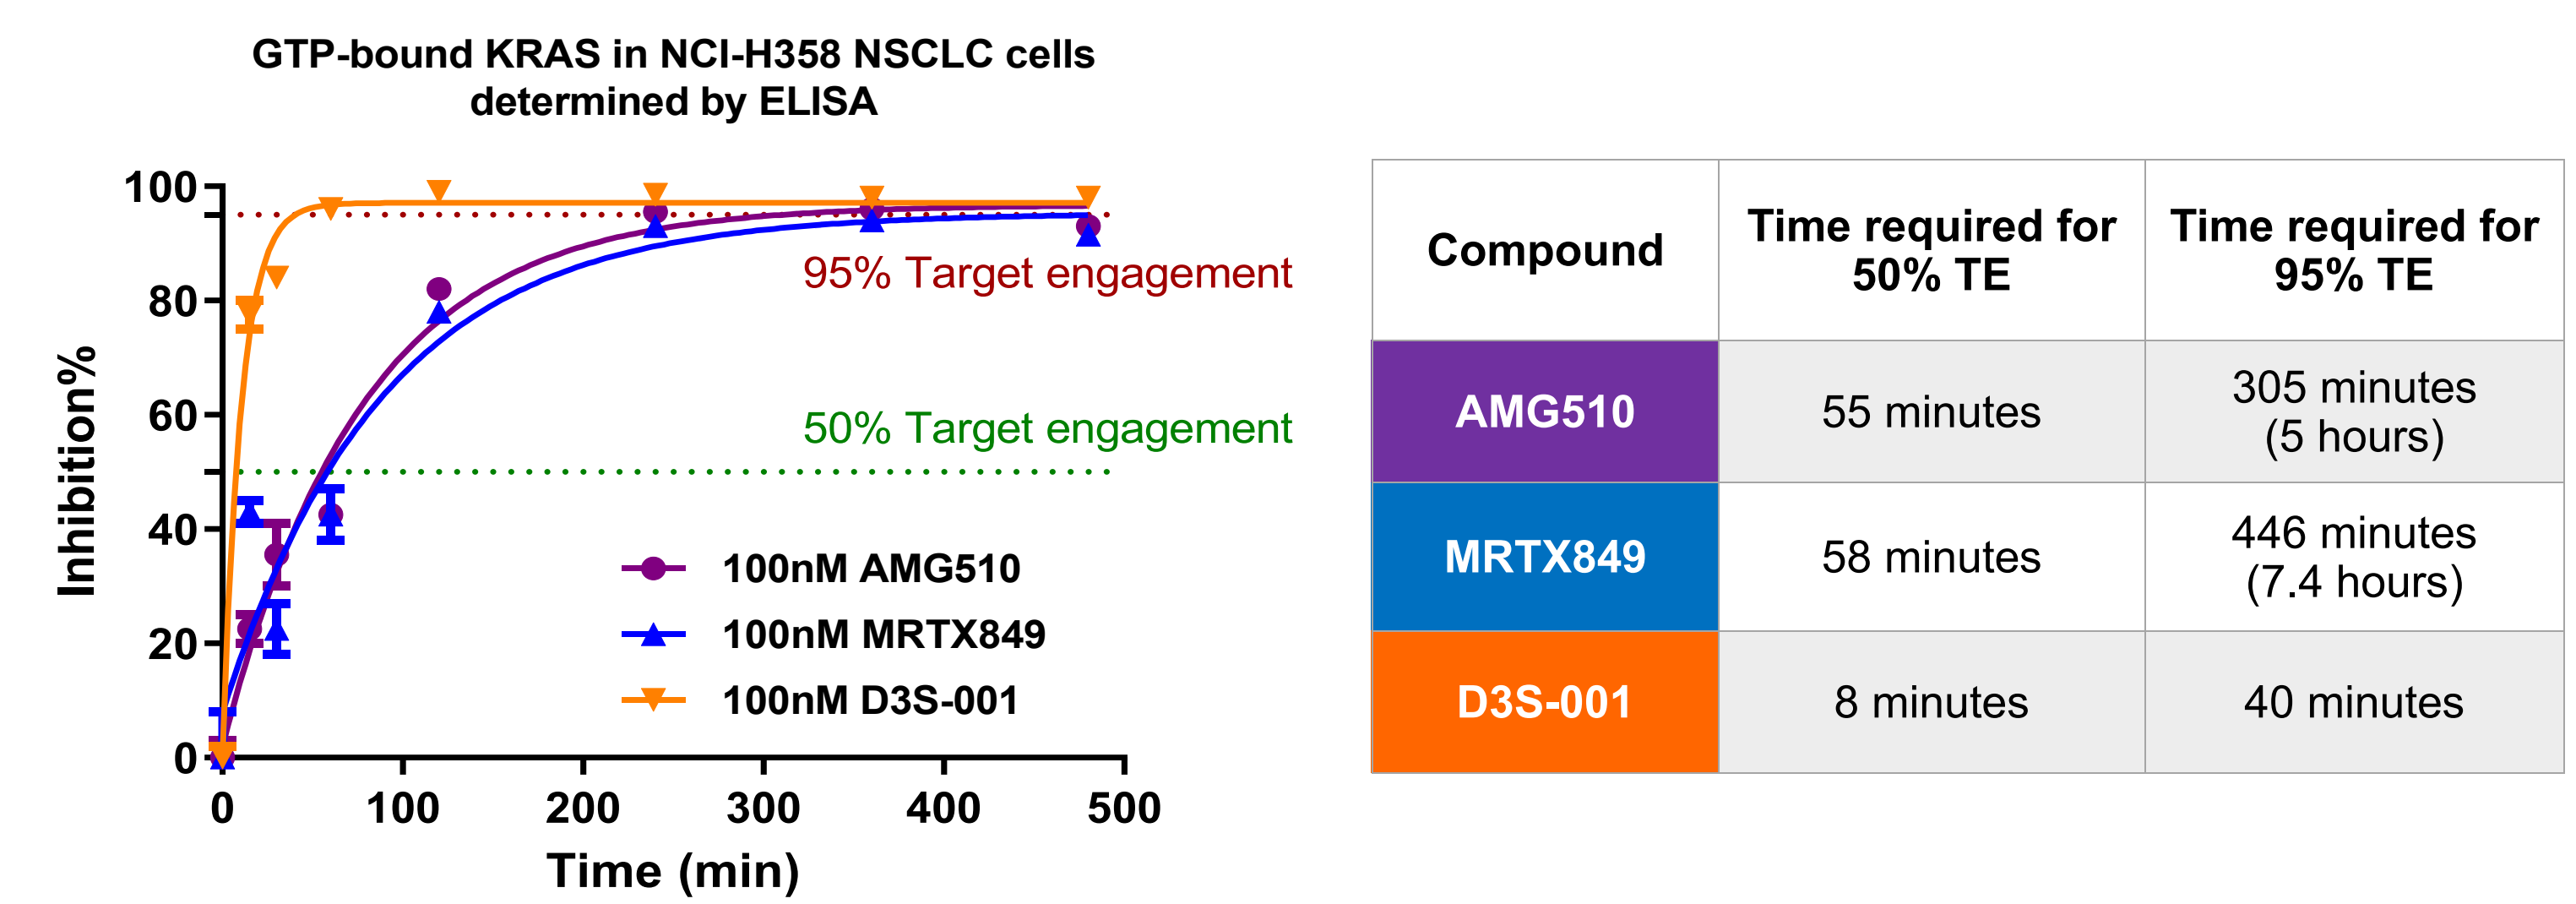 GTP-bound KRAS in NCI-H358 NSCLC cells
determined by ELISA
Inhibition%
100
80
60
40
20
0
95% Target engagement
50% Target engagement
100nM AMG510
100nM MRTX849
100nM D3S-001
0 100 200 300 400 500
Time (min)
Compound
Time required for
50% TE
Time required for
95% TE
AMG510
55 minutes
305 minutes
(5 hours)
MRTX849
58 minutes
446 minutes
(7.4 hours)
D3S-001
8 minutes
40 minutes